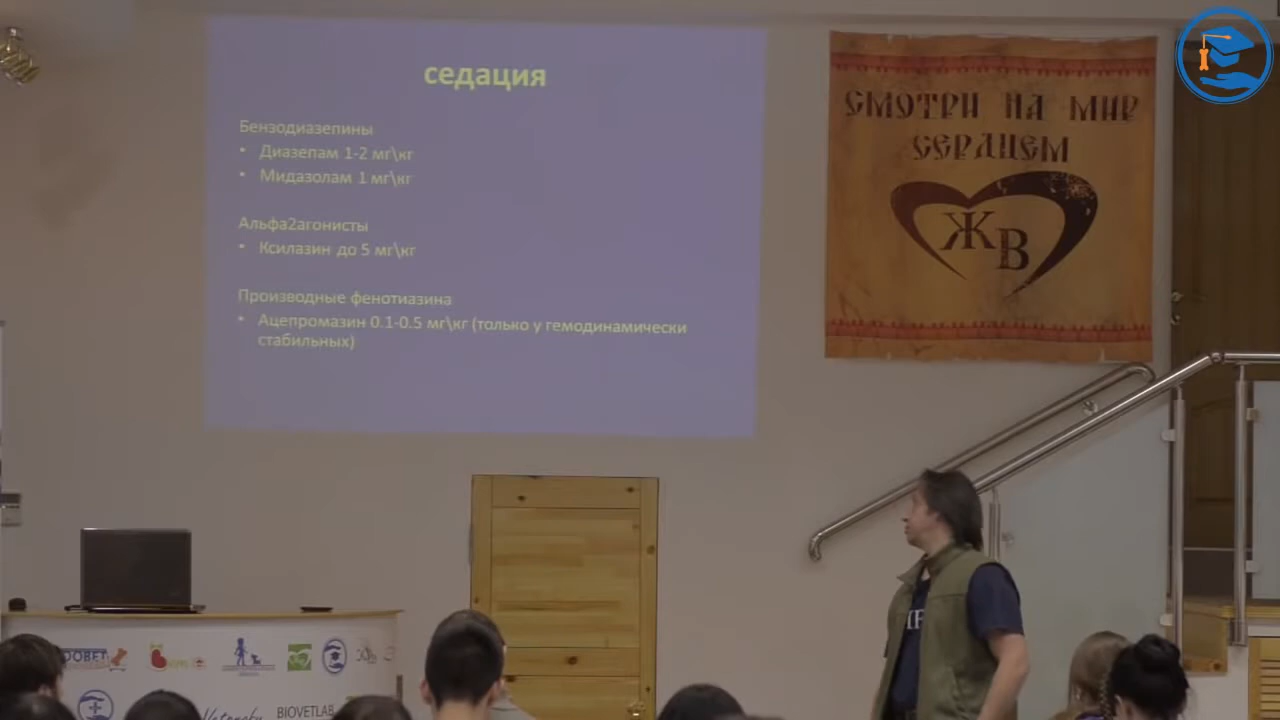 седация
Бензодиазепины
• Диазепам 1-2 мг\кг
• Мидазолам 1 мг\кг
Альфа2агонисты
• Ксилазин до 5 мг\кг
Производные фенотиазина
• Ацепромазин 0.1-0.5 мг\кг (только у гемодинамически
стабильных)
СМОТРИ НА МИР
СЕРДЦЕМ
ЖВ
BIOVETLAB